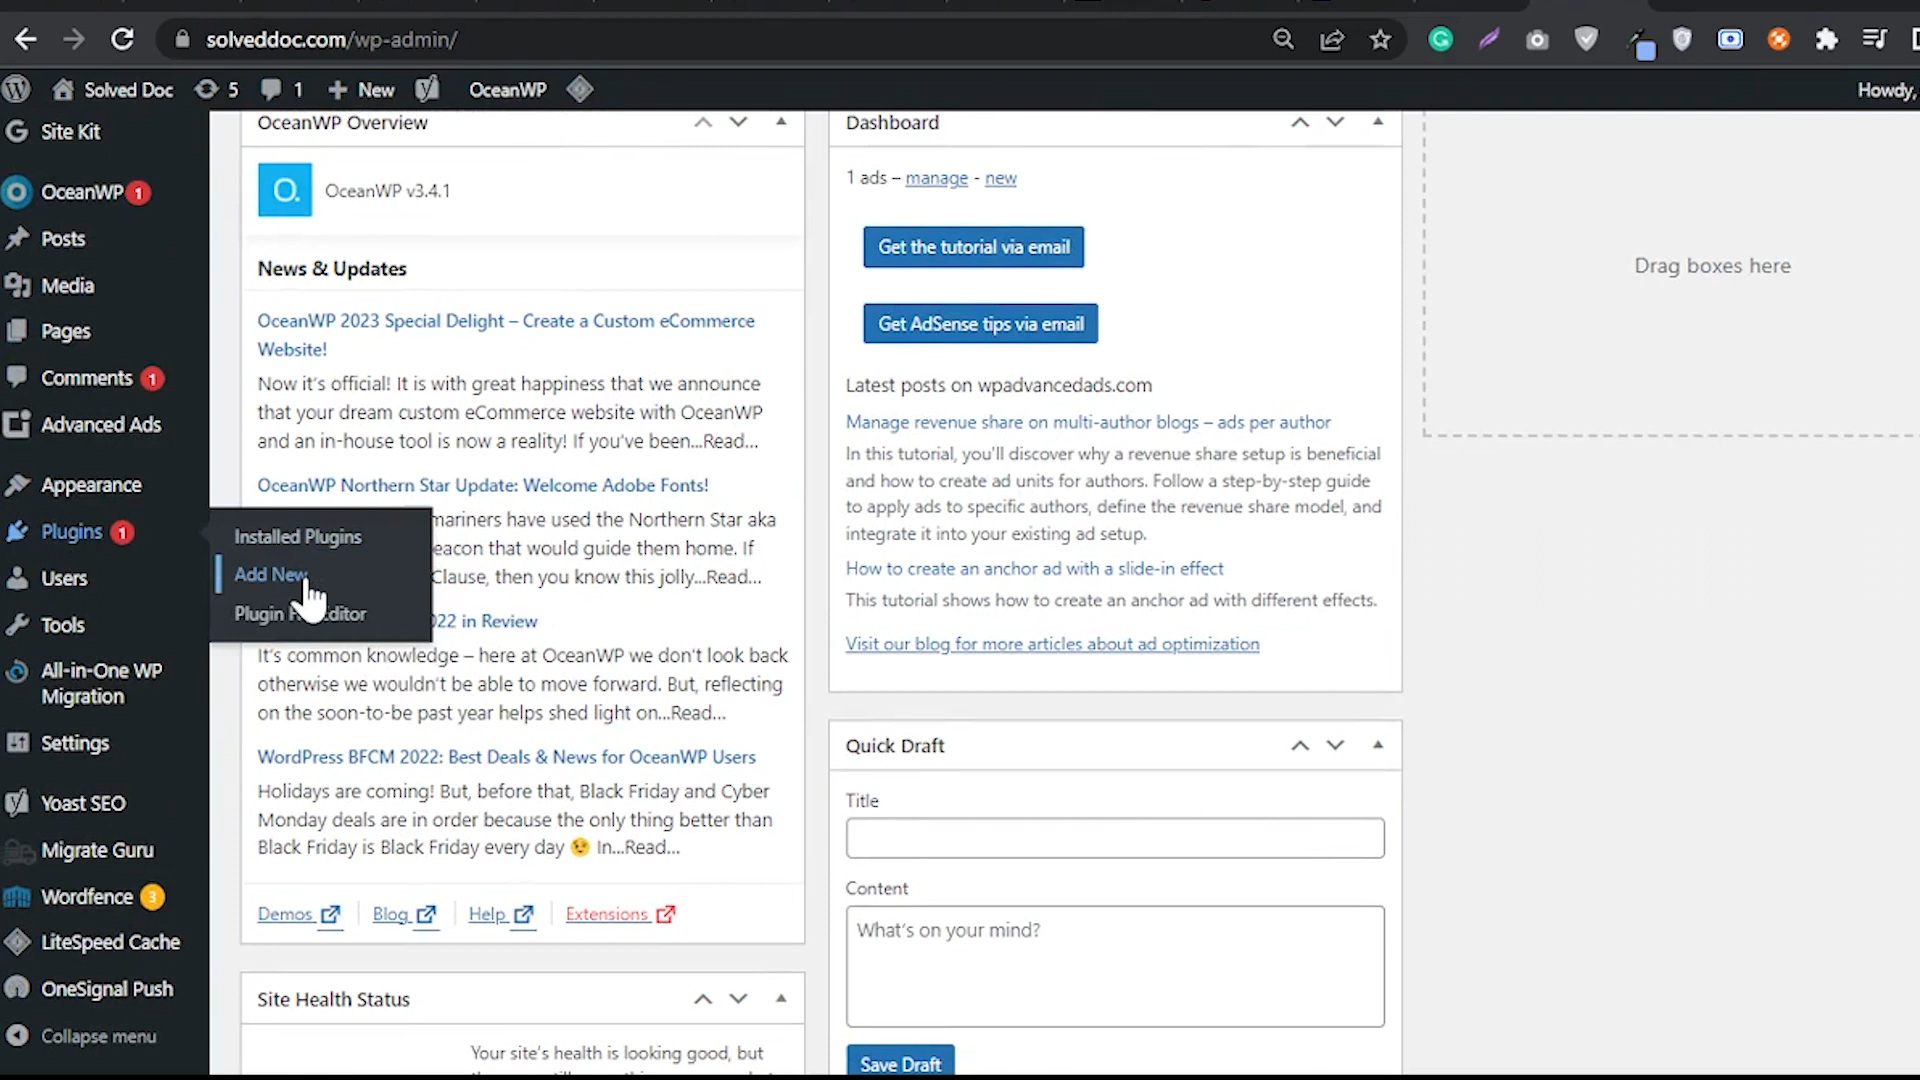 solveddoc.com/wp-admin/
Solved Doc 5 1 New OceanWP
Howdy,
Site Kit
OceanWP 1
Posts
Media
Pages
Comments 1
Advanced Ads
Appearance
Plugins 1
Users
Tools
All-in-One WP
Migration
Settings
Yoast SEO
Migrate Guru
Wordfence 3
LiteSpeed Cache
OneSignal Push
Collapse menu
Installed Plugins
Add New
Plugin Editor
OceanWP Overview
OceanWP v3.4.1
News & Updates
OceanWP 2023 Special Delight – Create a Custom eCommerce
Website!
Now it's official! It is with great happiness that we announce
that your dream custom eCommerce website with OceanWP
and an in-house tool is now a reality! If you've been...Read...
OceanWP Northern Star Update: Welcome Adobe Fonts!
mariners have used the Northern Star aka
eacon that would guide them home. If
Clause, then you know this jolly...Read...
022 in Review
It's common knowledge – here at OceanWP we don't look back
otherwise we wouldn't be able to move forward. But, reflecting
on the soon-to-be past year helps shed light on...Read...
WordPress BFCM 2022: Best Deals & News for OceanWP Users
Holidays are coming! But, before that, Black Friday and Cyber
Monday deals are in order because the only thing better than
Black Friday is Black Friday every day 😉 In...Read...
Demos Blog Help Extensions
Site Health Status
Your site's health is looking good, but
Dashboard
1 ads – manage - new
Get the tutorial via email
Get AdSense tips via email
Latest posts on wpadvancedads.com
Manage revenue share on multi-author blogs – ads per author
In this tutorial, you'll discover why a revenue share setup is beneficial
and how to create ad units for authors. Follow a step-by-step guide
to apply ads to specific authors, define the revenue share model, and
integrate it into your existing ad setup.
How to create an anchor ad with a slide-in effect
This tutorial shows how to create an anchor ad with different effects.
Visit our blog for more articles about ad optimization
Quick Draft
Title
Content
What's on your mind?
Save Draft
Drag boxes here